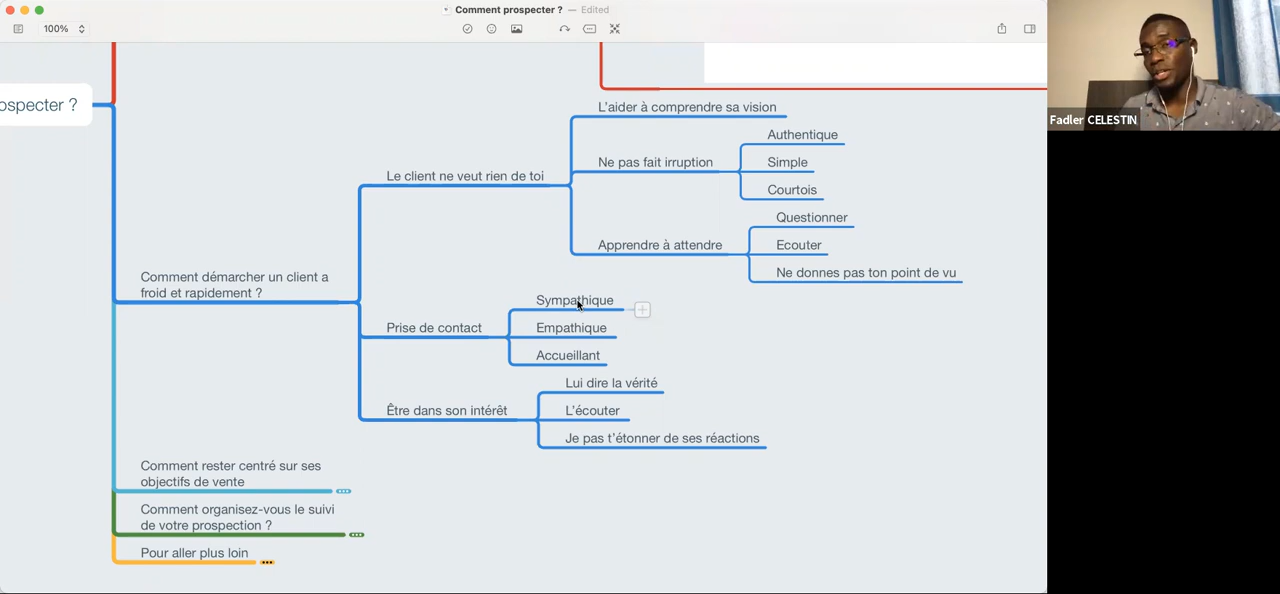 Comment prospecter ? — Edited
100%
ospecter ?
L'aider à comprendre sa vision
Authentique
Ne pas fait irruption
Simple
Le client ne veut rien de toi
Courtois
Questionner
Apprendre à attendre
Ecouter
Ne donnes pas ton point de vu
Comment démarcher un client a
froid et rapidement ?
Sympathique
Prise de contact
Empathique
Accueillant
Lui dire la vérité
Être dans son intérêt
L'écouter
Je pas t'étonner de ses réactions
Comment rester centré sur ses
objectifs de vente
Comment organisez-vous le suivi
de votre prospection ?
Pour aller plus loin
Fadler CELESTIN